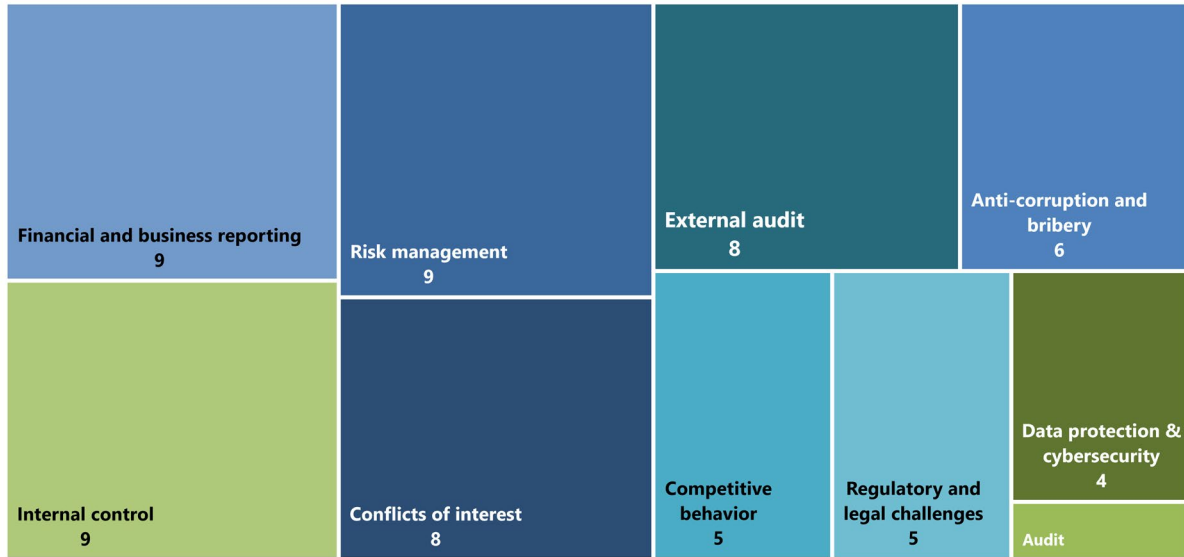 Financial and business reporting
9
Risk management
9
External audit
8
Anti-corruption and
bribery
6
Internal control
9
Conflicts of interest
8
Competitive
behavior
5
Regulatory and
legal challenges
5
Data protection &
cybersecurity
4
Audit